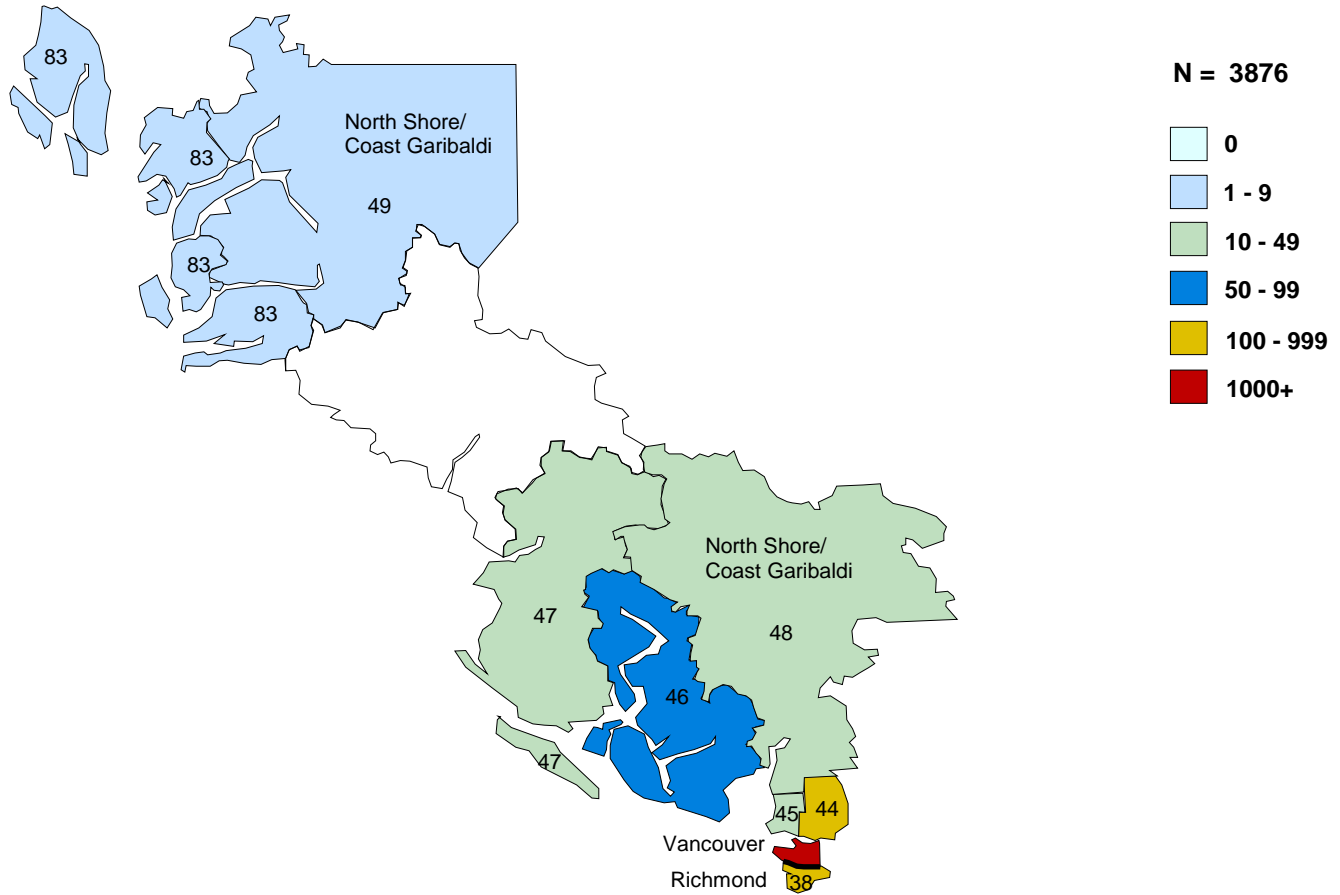 83
N = 3876
North Shore/
Coast Garibaldi
0
83
1 - 9
49
10 - 49
83
50 - 99
83
100 - 999
1000+
North Shore/
Coast Garibaldi
47
48
46
47
45
44
Vancouver
Richmond
38